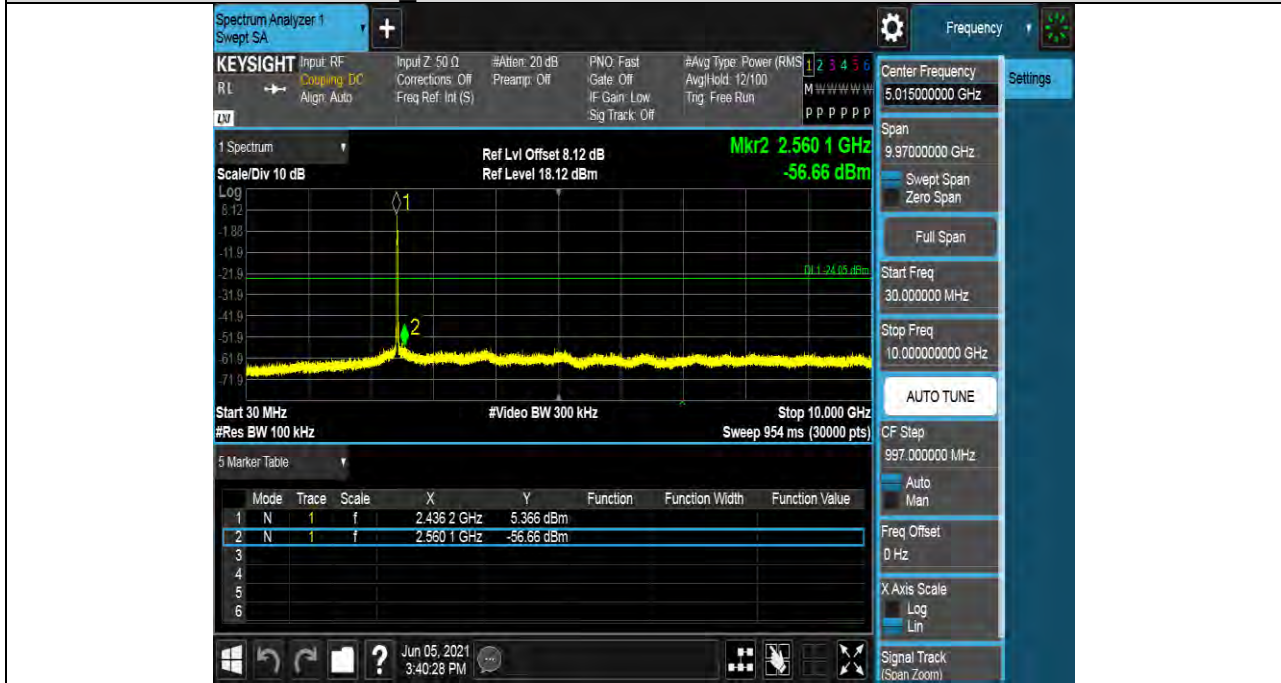 Spectrum Analyzer 1
Swept SA
+
Frequency
KEYSIGHT
RL
LXI
Input: RF
Coupling: DC
Align: Auto
Input Z: 50 Ω
Corrections: Off
Freq Ref: Int (S)
#Atten: 20 dB
Preamp: Off
PNO: Fast
Gate: Off
IF Gain: Low
Sig Track: Off
#Avg Type: Power (RMS
Avg|Hold: 12/100
Trig: Free Run
1 2 3 4 5 6
M W W W W W
P P P P P P
Center Frequency
5.015000000 GHz
Settings
Span
9.97000000 GHz
Swept Span
Zero Span
Full Span
Start Freq
30.000000 MHz
Stop Freq
10.000000000 GHz
AUTO TUNE
CF Step
997.000000 MHz
Auto
Man
Freq Offset
0 Hz
X Axis Scale
Log
Lin
Signal Track
(Span Zoom)
1 Spectrum
Scale/Div 10 dB
Ref Lvl Offset 8.12 dB
Ref Level 18.12 dBm
Mkr2 2.560 1 GHz
-56.66 dBm
Log
8.12
-1.88
-11.9
-21.9
-31.9
-41.9
-51.9
-61.9
-71.9
1
2
DL1 -24.05 dBm
Start 30 MHz
#Video BW 300 kHz
Stop 10.000 GHz
#Res BW 100 kHz
Sweep 954 ms (30000 pts)
5 Marker Table
Mode Trace Scale X Y Function Function Width Function Value
1 N 1 f 2.436 2 GHz 5.366 dBm
2 N 1 f 2.560 1 GHz -56.66 dBm
3
4
5
6
?
Jun 05, 2021
3:40:28 PM